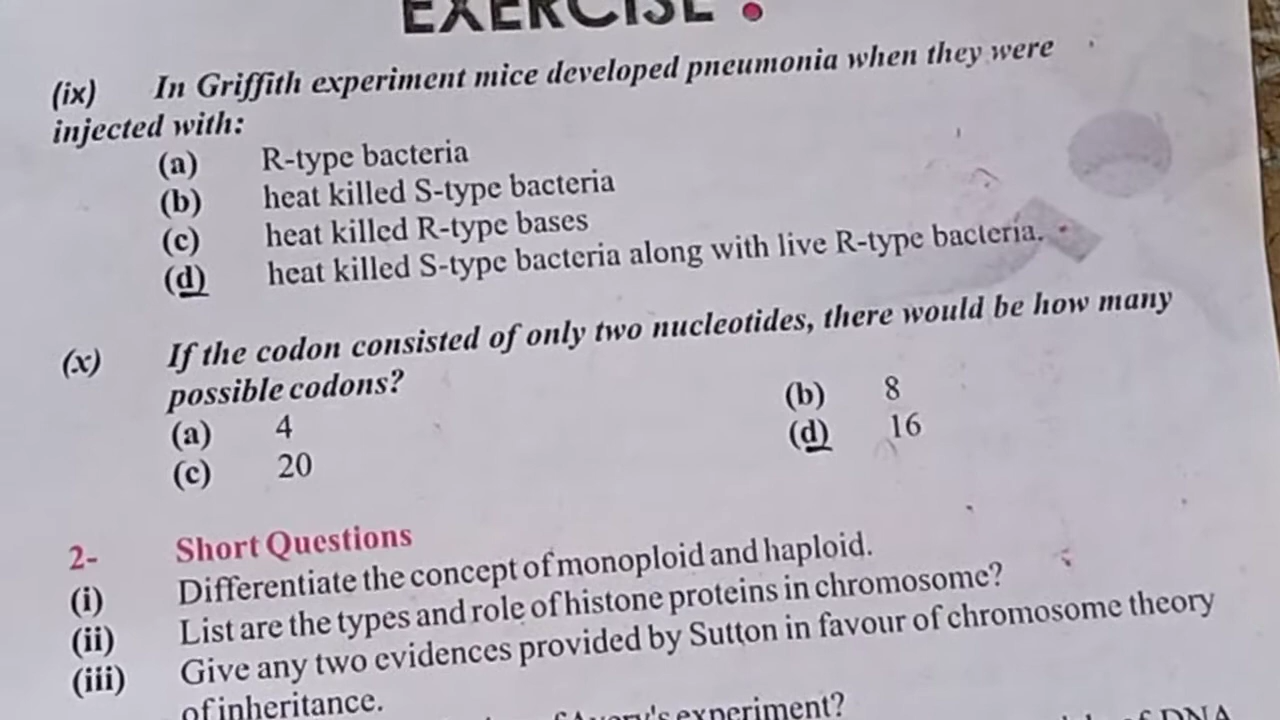 EXERCISE
(ix) In Griffith experiment mice developed pneumonia when they were
injected with:
(a) R-type bacteria
(b) heat killed S-type bacteria
(c) heat killed R-type bases
(d) heat killed S-type bacteria along with live R-type bacteria.
(x) If the codon consisted of only two nucleotides, there would be how many
possible codons?
(a) 4 (b) 8
(c) 20 (d) 16
2- Short Questions
(i) Differentiate the concept of monoploid and haploid.
(ii) List are the types and role of histone proteins in chromosome?
(iii) Give any two evidences provided by Sutton in favour of chromosome theory
of inheritance.
Avery's experiment? of DNA